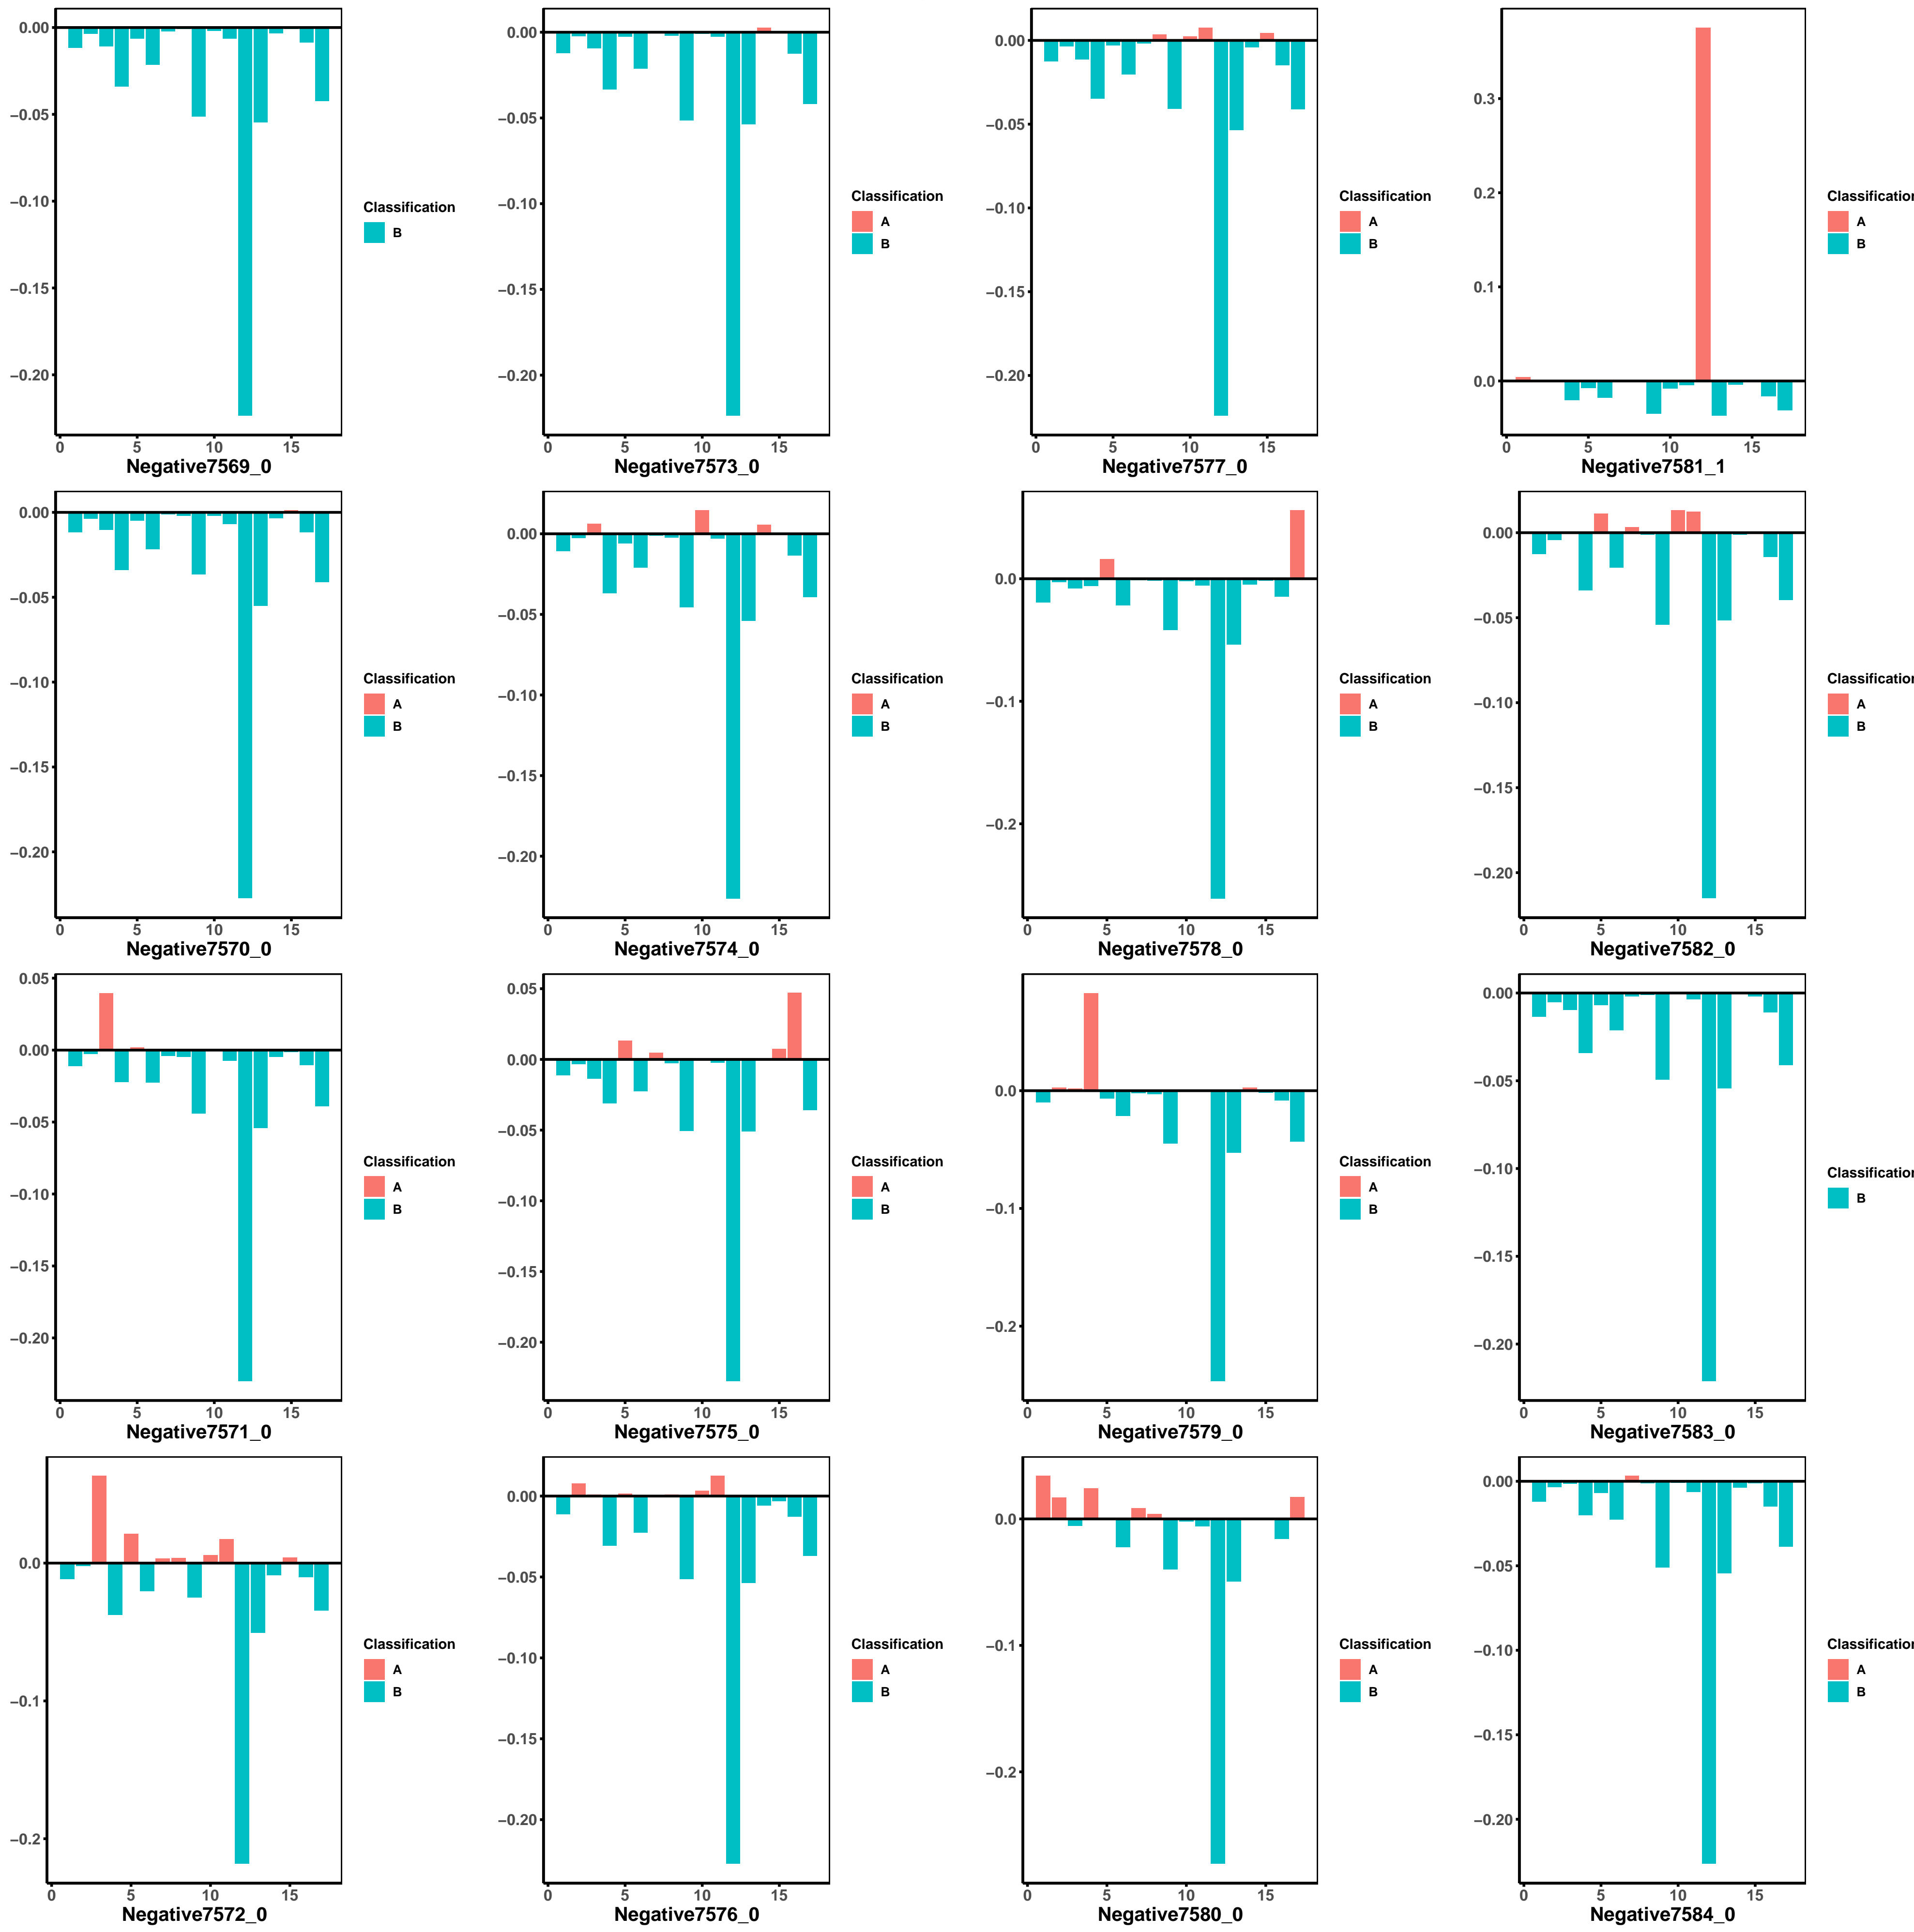 0.00
−0.05
−0.10
−0.15
−0.20
0 5 10 15
Negative7569_0
Classification
B
0.00
−0.05
−0.10
−0.15
−0.20
0 5 10 15
Negative7573_0
Classification
A
B
0.00
−0.05
−0.10
−0.15
−0.20
0 5 10 15
Negative7577_0
Classification
A
B
0.3
0.2
0.1
0.0
0 5 10 15
Negative7581_1
Classification
A
B
0.00
−0.05
−0.10
−0.15
−0.20
0 5 10 15
Negative7570_0
Classification
A
B
0.00
−0.05
−0.10
−0.15
−0.20
0 5 10 15
Negative7574_0
Classification
A
B
0.0
−0.1
−0.2
0 5 10 15
Negative7578_0
Classification
A
B
0.00
−0.05
−0.10
−0.15
−0.20
0 5 10 15
Negative7582_0
Classification
A
B
0.05
0.00
−0.05
−0.10
−0.15
−0.20
0 5 10 15
Negative7571_0
Classification
A
B
0.05
0.00
−0.05
−0.10
−0.15
−0.20
0 5 10 15
Negative7575_0
Classification
A
B
0.0
−0.1
−0.2
0 5 10 15
Negative7579_0
Classification
A
B
0.00
−0.05
−0.10
−0.15
−0.20
0 5 10 15
Negative7583_0
Classification
B
0.0
−0.1
−0.2
0 5 10 15
Negative7572_0
Classification
A
B
0.00
−0.05
−0.10
−0.15
−0.20
0 5 10 15
Negative7576_0
Classification
A
B
0.0
−0.1
−0.2
0 5 10 15
Negative7580_0
Classification
A
B
0.00
−0.05
−0.10
−0.15
−0.20
0 5 10 15
Negative7584_0
Classification
A
B